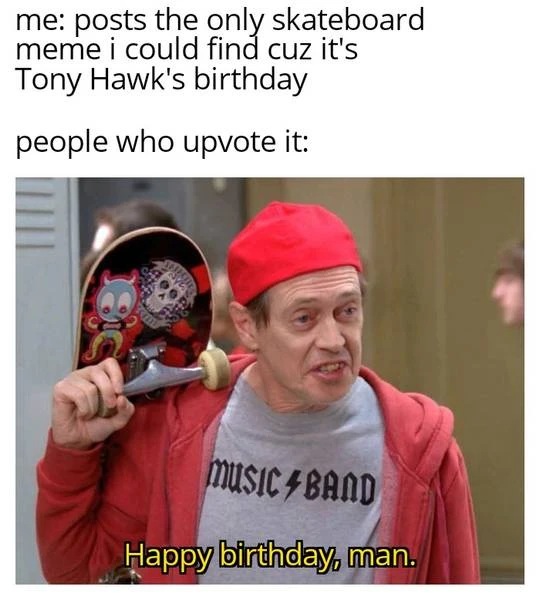 me: posts the only skateboard
meme i could find cuz it's
Tony Hawk's birthday
people who upvote it:
MUSIC⚡BAND
Happy birthday, man.